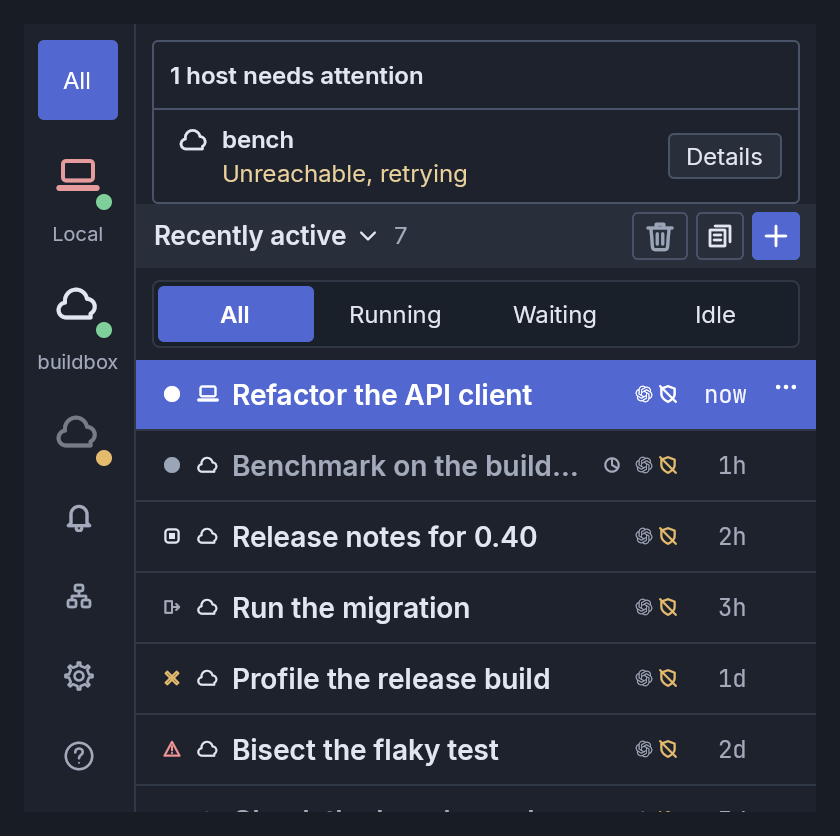 All
1 host needs attention
bench
Unreachable, retrying
Details
Local
Recently active 7
buildbox
All Running Waiting Idle
Refactor the API client now
Benchmark on the build... 1h
Release notes for 0.40 2h
Run the migration 3h
Profile the release build 1d
Bisect the flaky test 2d